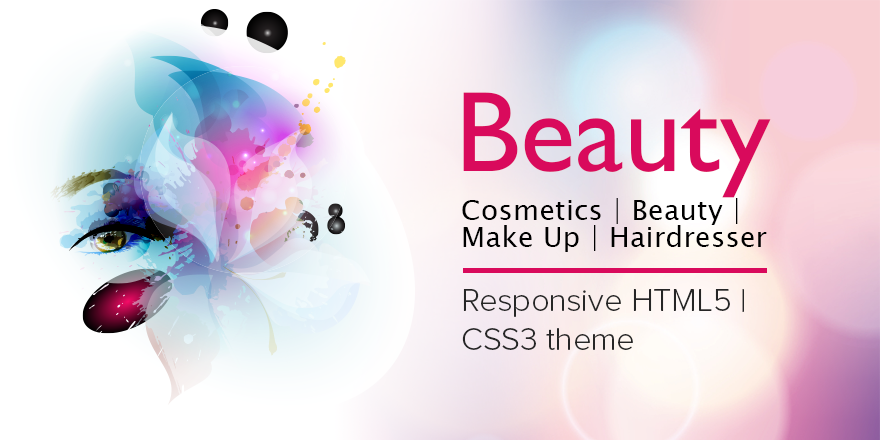 Beauty
Cosmetics | Beauty |
Make Up | Hairdresser
Responsive HTML5 |
CSS3 theme